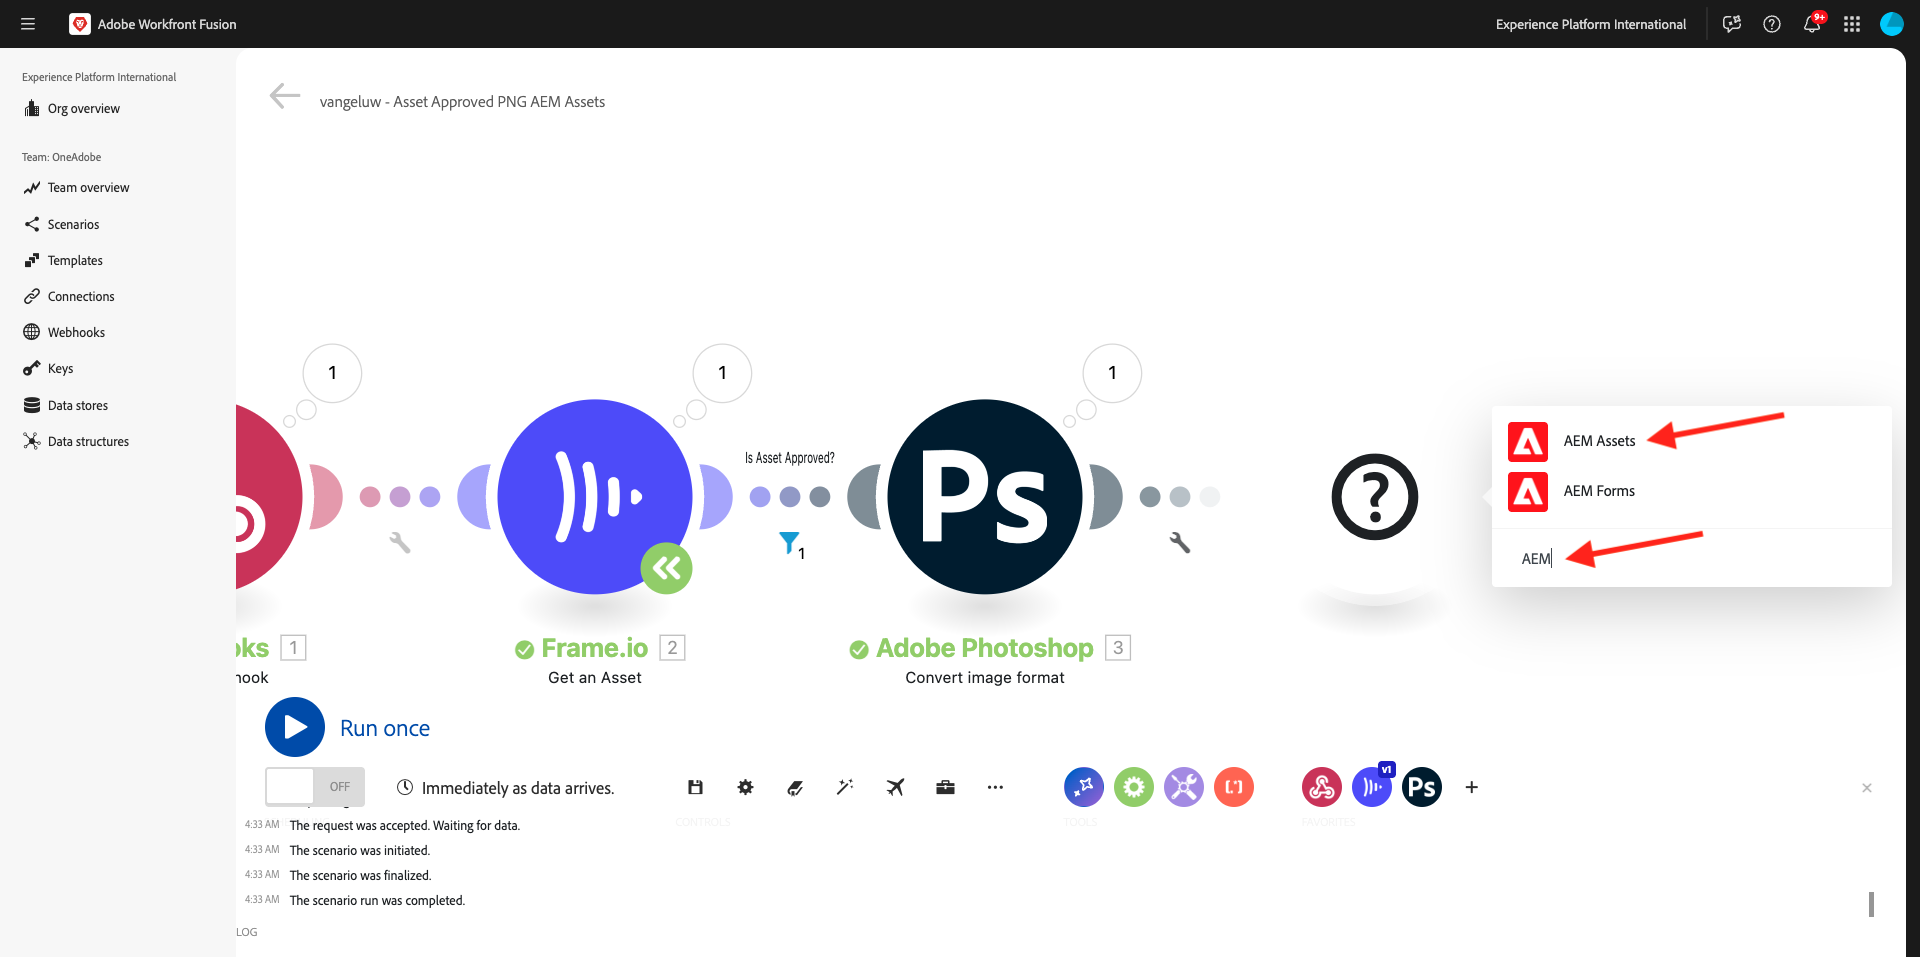 Adobe Workfront Fusion
Experience Platform International
9+
Experience Platform International
Org overview
Team: OneAdobe
Team overview
Scenarios
Templates
Connections
Webhooks
Keys
Data stores
Data structures
vangeluw - Asset Approved PNG AEM Assets
1
1
1
Is Asset Approved?
1
Ps
?
AEM Assets
AEM Forms
AEM
oks 1
hook
Frame.io 2
Get an Asset
Adobe Photoshop 3
Convert image format
Run once
OFF
Immediately as data arrives.
v1
Ps
CONTROLS
TOOLS
FAVORITES
4:33 AM The request was accepted. Waiting for data.
4:33 AM The scenario was initiated.
4:33 AM The scenario was finalized.
4:33 AM The scenario run was completed.
LOG